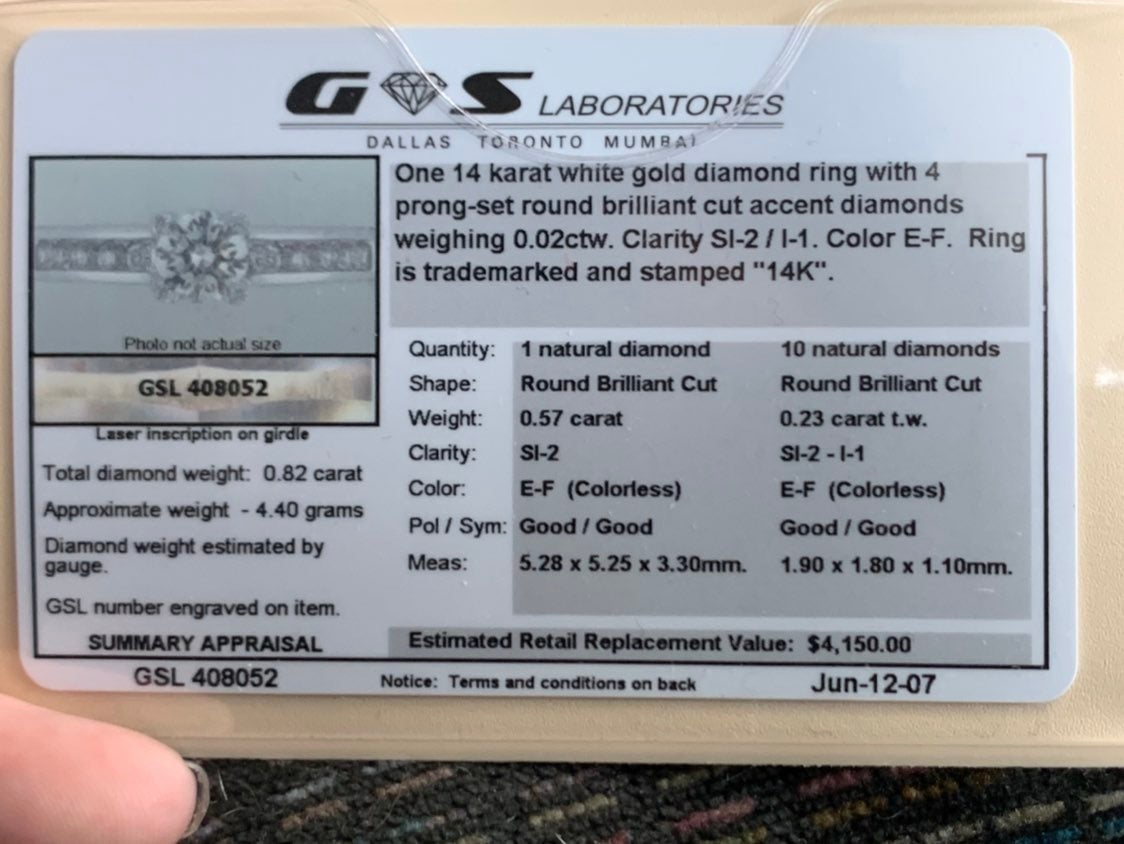 GS LABORATORIES
DALLAS TORONTO MUMBAI
One 14 karat white gold diamond ring with 4
prong-set round brilliant cut accent diamonds
weighing 0.02ctw. Clarity SI-2 / I-1. Color E-F. Ring
is trademarked and stamped "14K".
Photo not actual size
GSL 408052
Laser inscription on girdle
Total diamond weight: 0.82 carat
Approximate weight - 4.40 grams
Diamond weight estimated by
gauge.
GSL number engraved on item.
SUMMARY APPRAISAL
GSL 408052
Quantity: 1 natural diamond 10 natural diamonds
Shape: Round Brilliant Cut Round Brilliant Cut
Weight: 0.57 carat 0.23 carat t.w.
Clarity: SI-2 SI-2 - I-1
Color: E-F (Colorless) E-F (Colorless)
Pol / Sym: Good / Good Good / Good
Meas: 5.28 x 5.25 x 3.30mm. 1.90 x 1.80 x 1.10mm.
Estimated Retail Replacement Value: $4,150.00
Notice: Terms and conditions on back
Jun-12-07